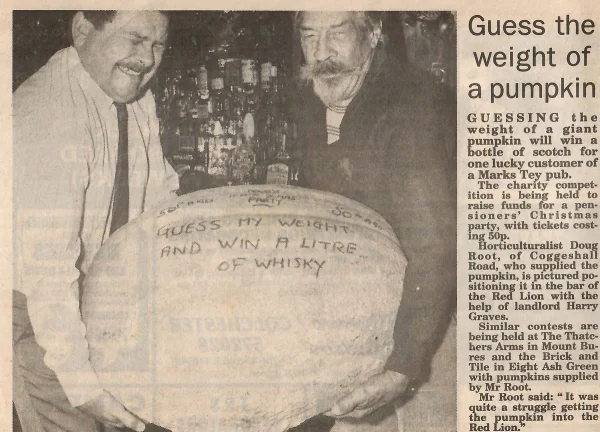 Guess the
weight of
a pumpkin
GUESSING the
weight of a giant
pumpkin will win a
bottle of scotch for
one lucky customer of
a Marks Tey pub.
The charity compet-
ition is being held to
raise funds for a pen-
sioners' Christmas
party, with tickets cost-
ing 50p.
Horticulturalist Doug
Root, of Coggeshall
Road, who supplied the
pumpkin, is pictured po-
sitioning it in the bar of
the Red Lion with the
help of landlord Harry
Graves.
Similar contests are
being held at The Thatc-
hers Arms in Mount Bu-
res and the Brick and
Tile in Eight Ash Green
with pumpkins supplied
by Mr Root.
Mr Root said: "It was
quite a struggle getting
the pumpkin into the
Red Lion."
PARTY
GUESS MY WEIGHT
AND WIN A LITRE
OF WHISKY